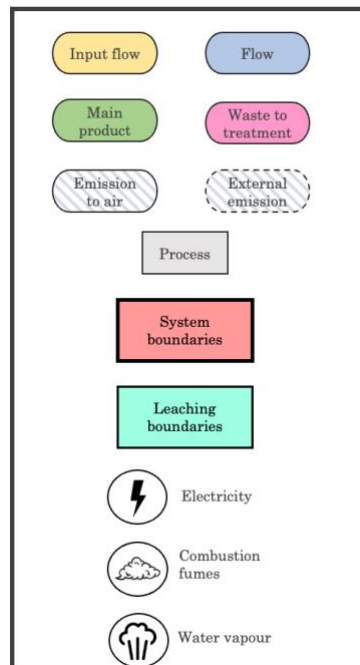 Input flow
Flow
Main
product
Waste to
treatment
Emission
to air
External
emission
Process
System
boundaries
Leaching
boundaries
Electricity
Combustion
fumes
Water vapour